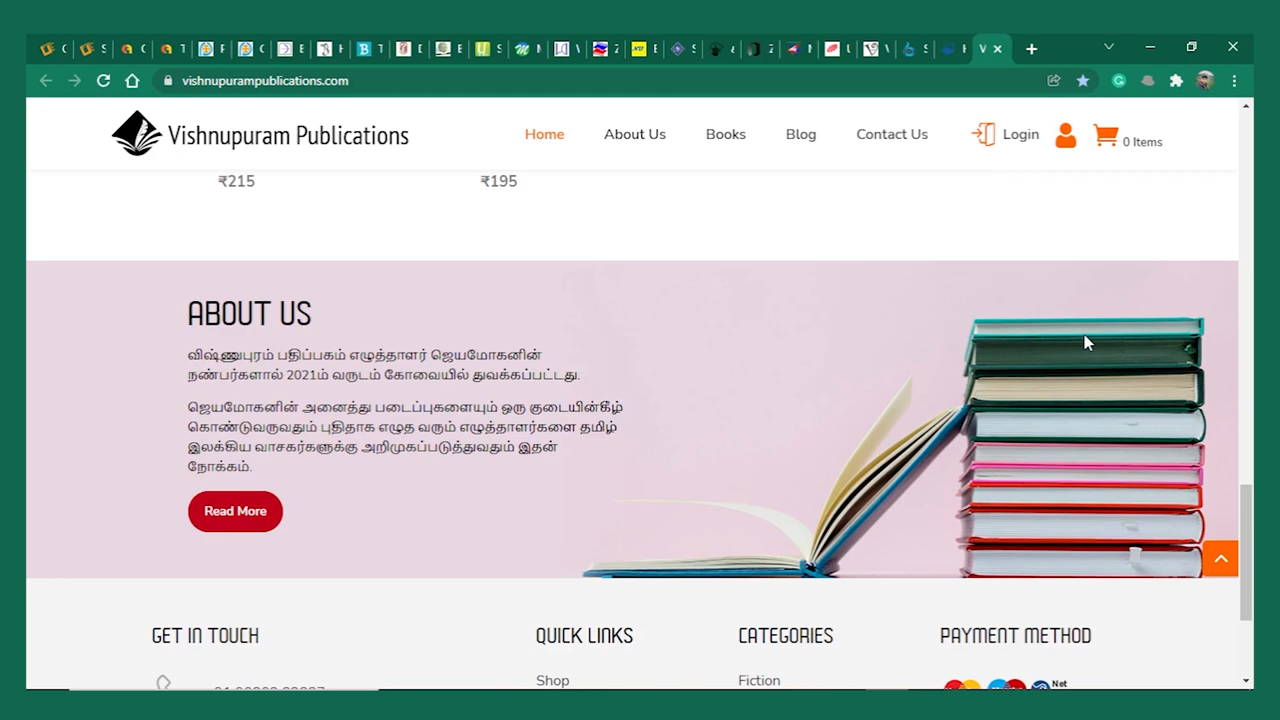 vishnupurampublications.com
Vishnupuram Publications
Home
About Us
Books
Blog
Contact Us
Login
0 Items
₹215
₹195
ABOUT US
விஷ்ணுபுரம் பதிப்பகம் எழுத்தாளர் ஜெயமோகனின்
நண்பர்களால் 2021ம் வருடம் கோவையில் துவக்கப்பட்டது.
ஜெயமோகனின் அனைத்து படைப்புகளையும் ஒரு குடையின்கீழ்
கொண்டுவருவதும் புதிதாக எழுத வரும் எழுத்தாளர்களை தமிழ்
இலக்கிய வாசகர்களுக்கு அறிமுகப்படுத்துவதும் இதன்
நோக்கம்.
Read More
GET IN TOUCH
QUICK LINKS
CATEGORIES
PAYMENT METHOD
Shop
Fiction
Net